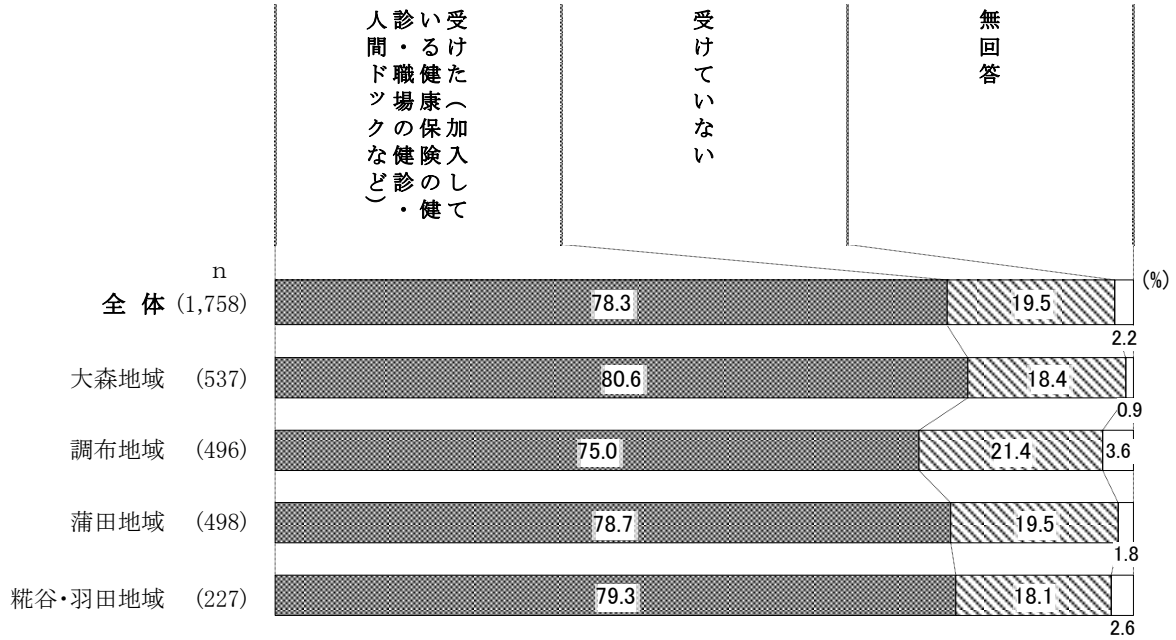 受けた（加入して
いる健康保険の健
診・職場の健診・
人間ドックなど）
受けていない
無回答
(%)
n
全 体 (1,758)
78.3
19.5
2.2
大森地域 (537)
80.6
18.4
0.9
調布地域 (496)
75.0
21.4
3.6
蒲田地域 (498)
78.7
19.5
1.8
糀谷・羽田地域 (227)
79.3
18.1
2.6